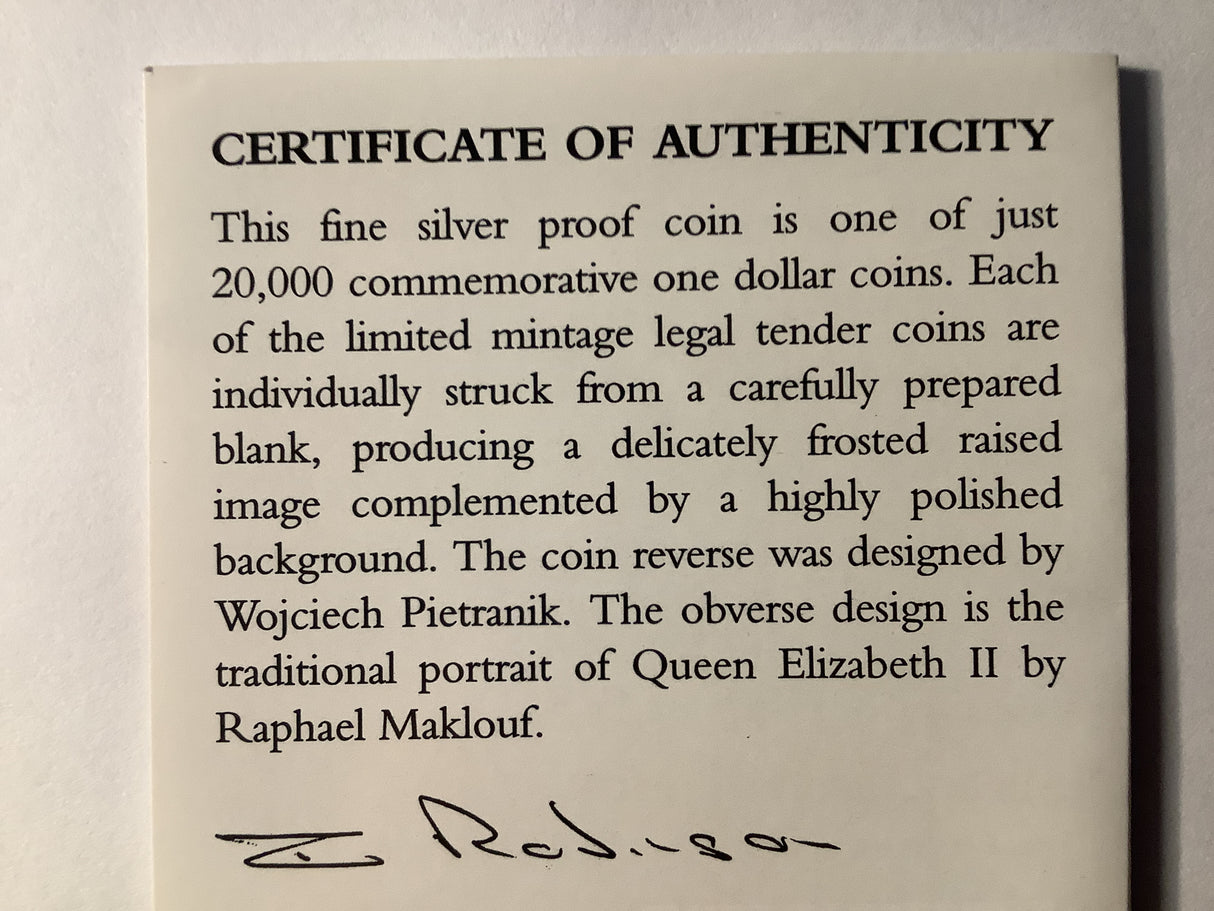 CERTIFICATE OF AUTHENTICITY
This fine silver proof coin is one of just
20,000 commemorative one dollar coins. Each
of the limited mintage legal tender coins are
individually struck from a carefully prepared
blank, producing a delicately frosted raised
image complemented by a highly polished
background. The coin reverse was designed by
Wojciech Pietranik. The obverse design is the
traditional portrait of Queen Elizabeth II by
Raphael Maklouf.
Robinson